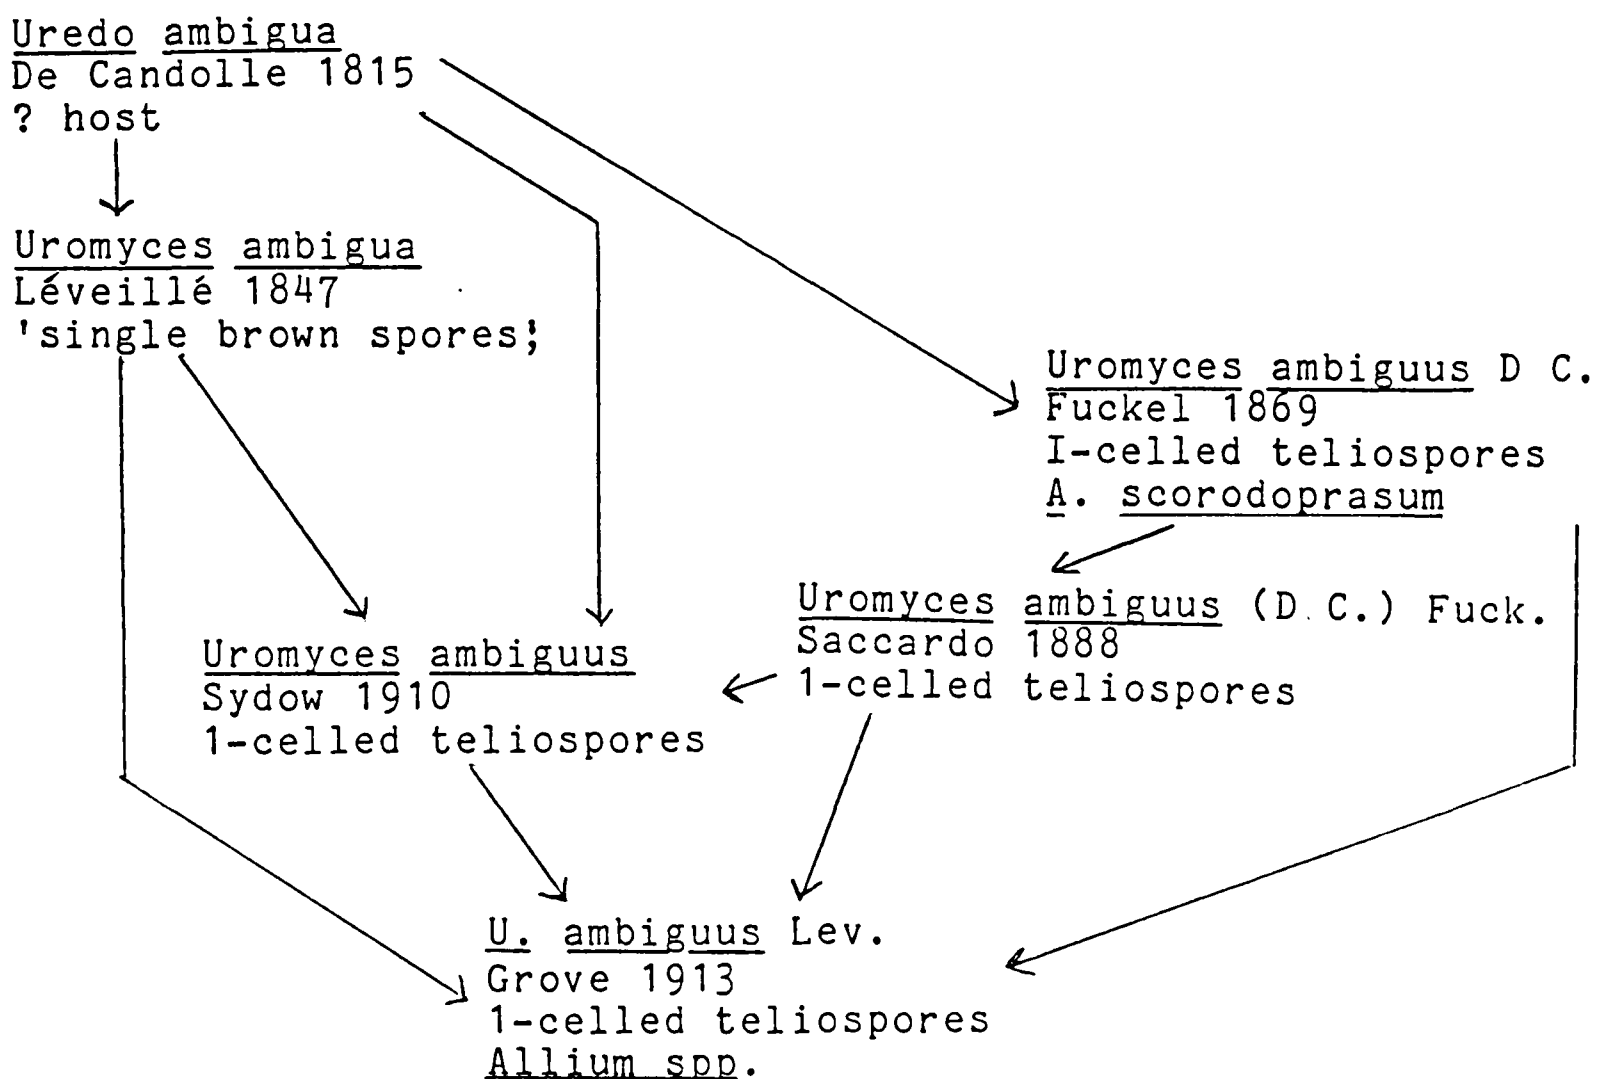 Uredo ambigua
De Candolle 1815
? host
Uromyces ambigua
Léveillé 1847
'single brown spores;
Uromyces ambiguus D C.
Fuckel 1869
I-celled teliospores
A. scorodoprasum
Uromyces ambiguus (D.C.) Fuck.
Saccardo 1888
1-celled teliospores
Uromyces ambiguus
Sydow 1910
1-celled teliospores
U. ambiguus Lev.
Grove 1913
1-celled teliospores
Allium spp.